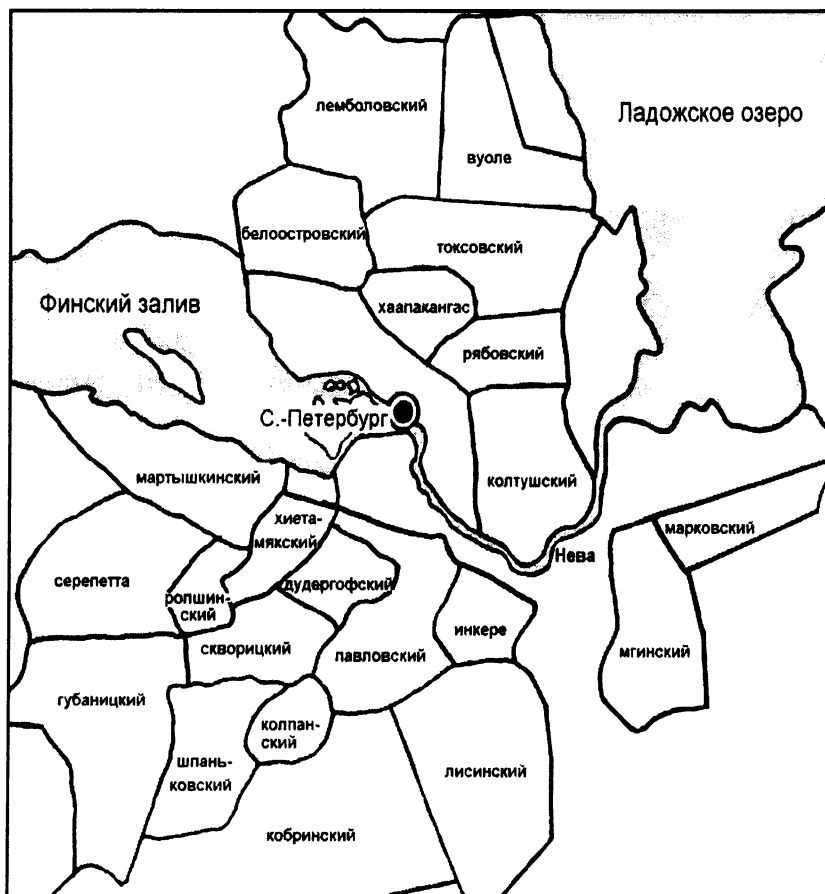 лемболовский
Ладожское озеро
вуоле
белоостровский
токсовский
Финский залив
хаапакангас
рябовский
С.-Петербург
мартышкинский
колтушский
хиета-
мякский
марковский
Нева
серепетта
дудергофский
ропшин-
ский
инкере
скворицкий
павловский
мгинский
губаницкий
колпан-
ский
шпань-
ковский
лисинский
кобринский